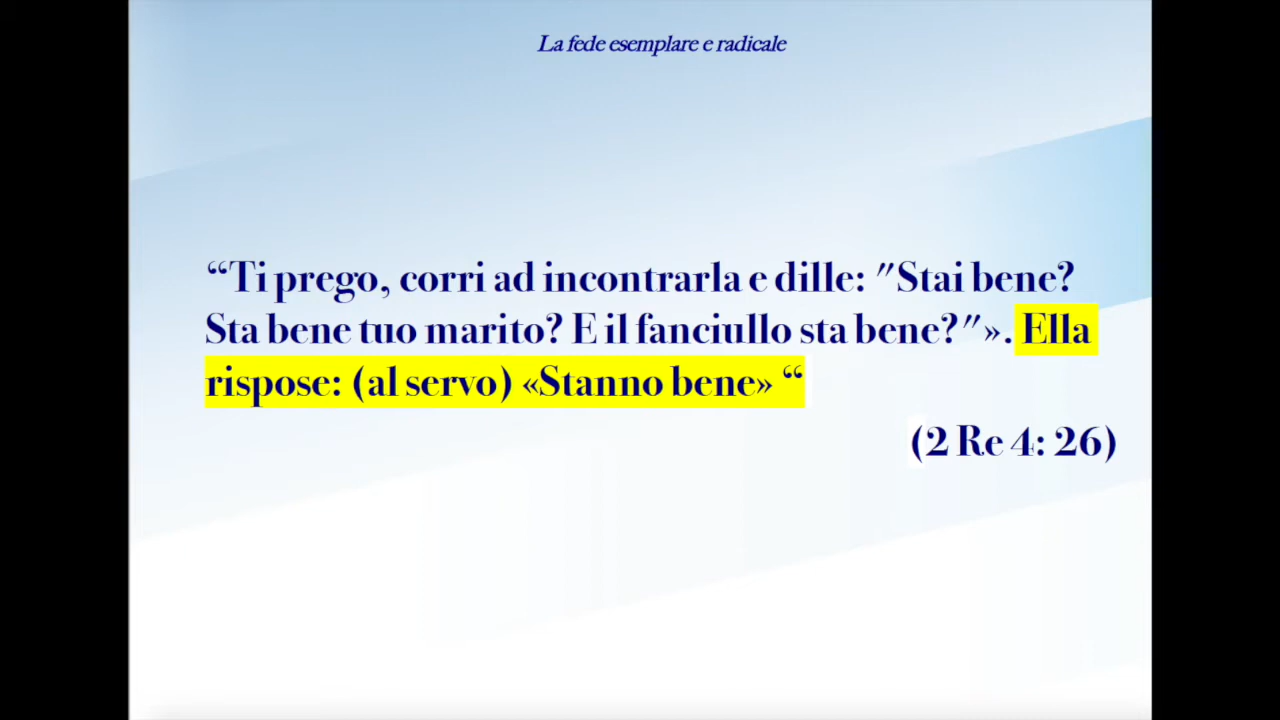 La fede esemplare e radicale
“Ti prego, corri ad incontrarla e dille: "Stai bene?
Sta bene tuo marito? E il fanciullo sta bene?"». Ella
rispose: (al servo) «Stanno bene» “
(2 Re 4: 26)